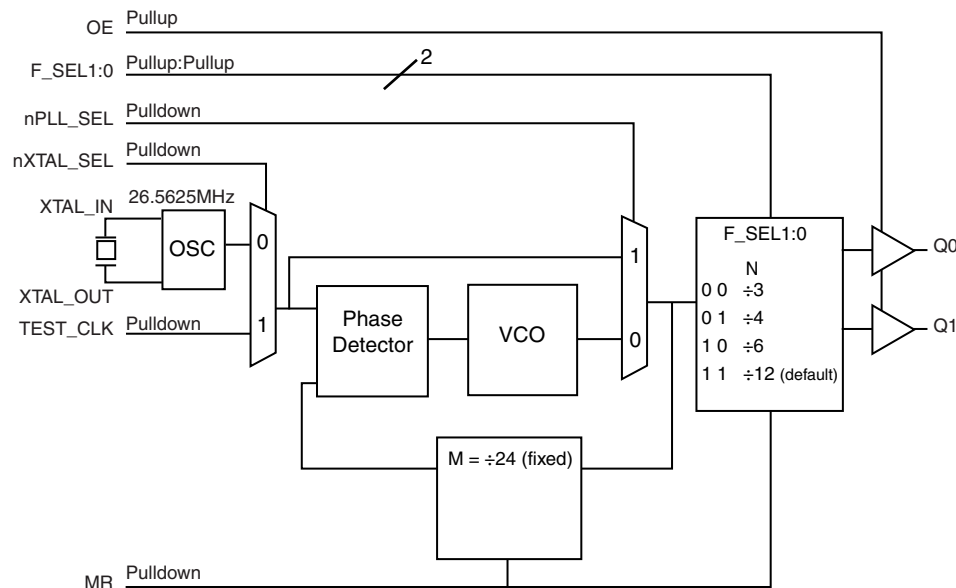 OE Pullup
F_SEL1:0 Pullup:Pullup
2
nPLL_SEL Pulldown
nXTAL_SEL Pulldown
26.5625MHz
XTAL_IN
OSC
XTAL_OUT
TEST_CLK Pulldown
0
1
Phase
Detector
VCO
1
0
F_SEL1:0
N
0 0 ÷3
0 1 ÷4
1 0 ÷6
1 1 ÷12 (default)
Q0
Q1
M = ÷24 (fixed)
MR Pulldown